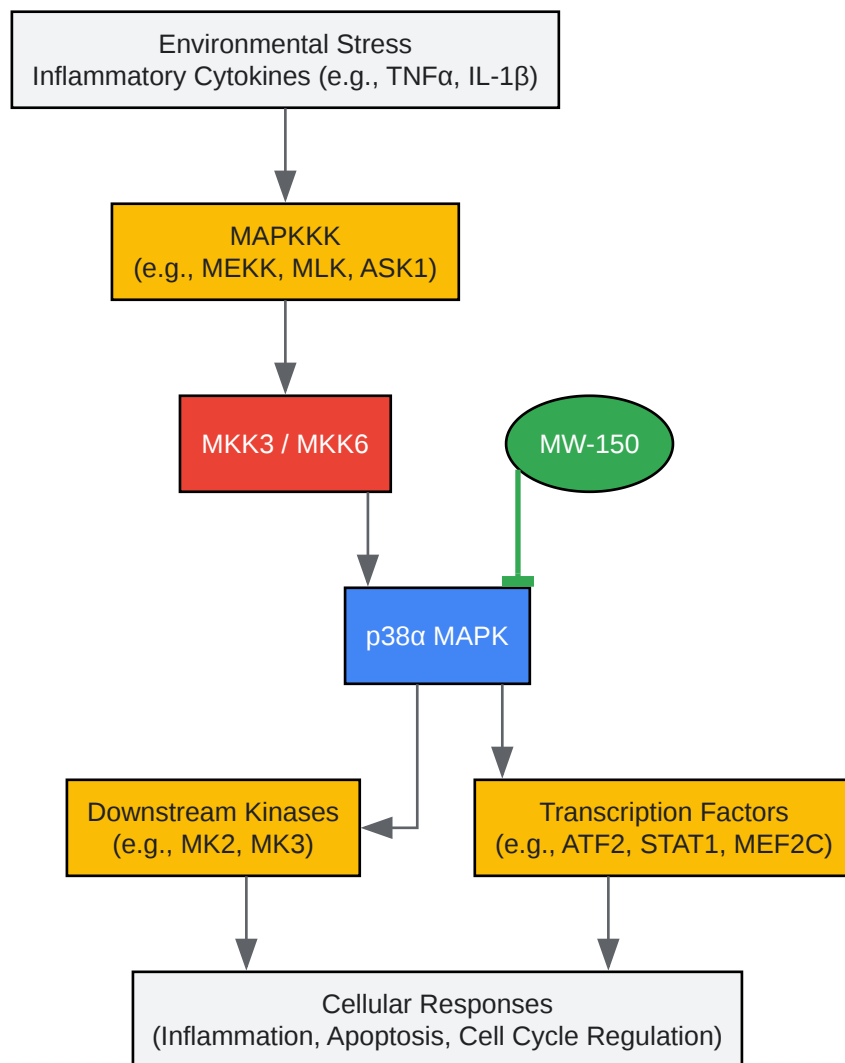 Environmental Stress
Inflammatory Cytokines (e.g., TNFα, IL-1β)
MAPKKK
(e.g., MEKK, MLK, ASK1)
MKK3 / MKK6
MW-150
p38α MAPK
Downstream Kinases
(e.g., MK2, MK3)
Transcription Factors
(e.g., ATF2, STAT1, MEF2C)
Cellular Responses
(Inflammation, Apoptosis, Cell Cycle Regulation)